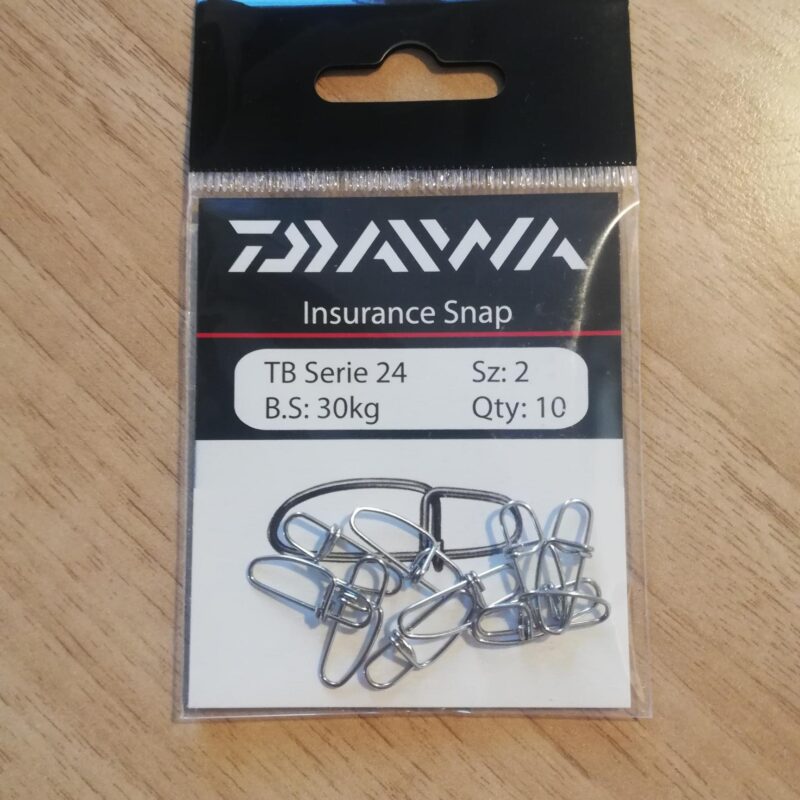 DAIWA
Insurance Snap
TB Serie 24 Sz: 2
B.S: 30kg Qty: 10